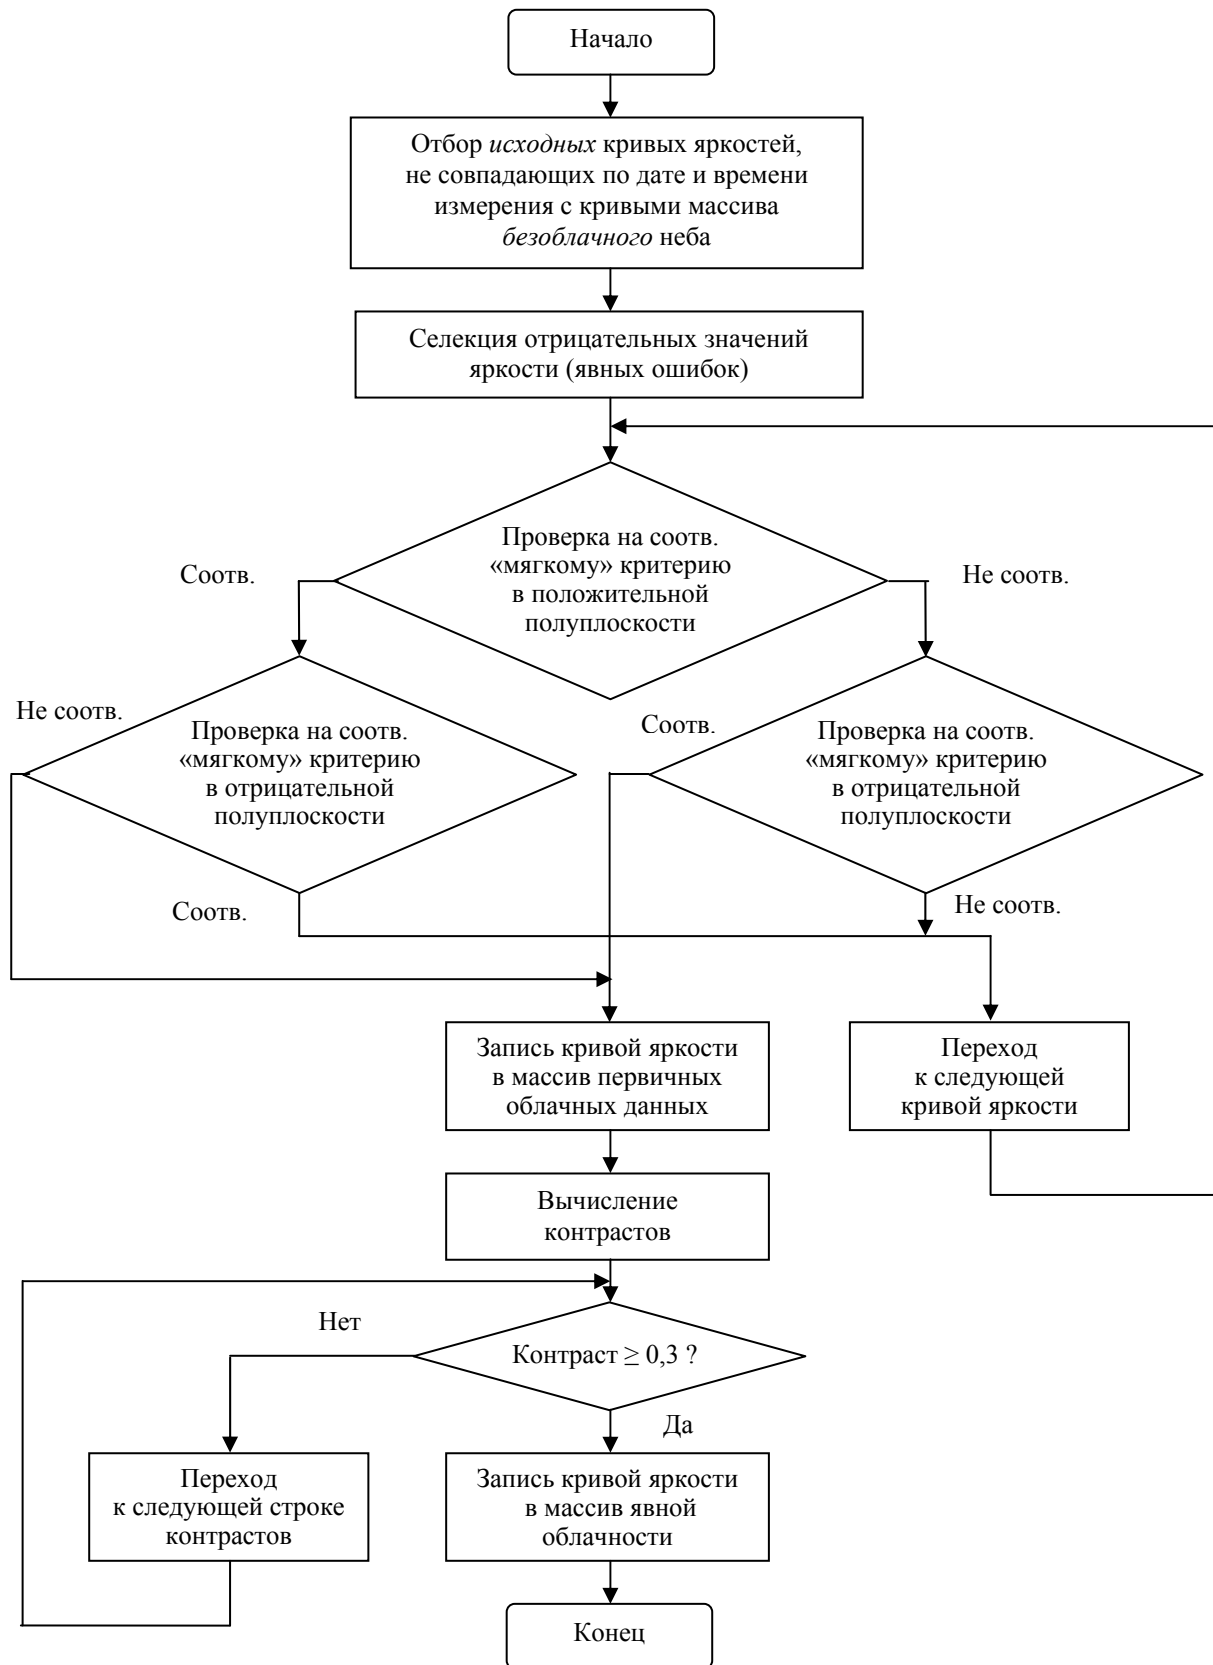 Начало
Отбор исходных кривых яркостей,
не совпадающих по дате и времени
измерения с кривыми массива
безоблачного неба
Селекция отрицательных значений
яркости (явных ошибок)
Проверка на соотв.
«мягкому» критерию
в положительной
полуплоскости
Соотв.
Не соотв.
Не соотв.
Проверка на соотв.
«мягкому» критерию
в отрицательной
полуплоскости
Соотв.
Соотв.
Проверка на соотв.
«мягкому» критерию
в отрицательной
полуплоскости
Не соотв.
Запись кривой яркости
в массив первичных
облачных данных
Переход
к следующей
кривой яркости
Вычисление
контрастов
Нет
Контраст ≥ 0,3 ?
Да
Переход
к следующей строке
контрастов
Запись кривой яркости
в массив явной
облачности
Конец